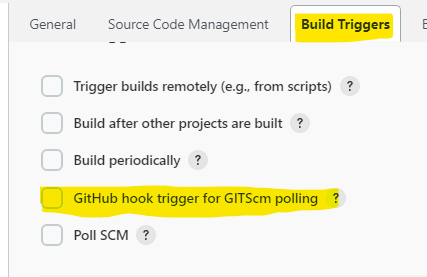 General Source Code Management Build Triggers
Trigger builds remotely (e.g., from scripts) ?
Build after other projects are built ?
Build periodically ?
GitHub hook trigger for GITScm polling ?
Poll SCM ?